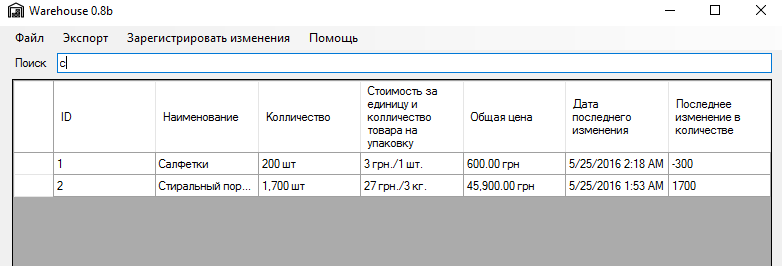 Warehouse 0.8b
Файл Экспорт Зарегистрировать изменения Помощь
Поиск с
ID Наименование Колличество Стоимость за единицу и колличество товара на упаковку Общая цена Дата последнего изменения Последнее изменение в количестве
1 Салфетки 200 шт 3 грн./1 шт. 600.00 грн 5/25/2016 2:18 AM -300
2 Стиральный пор... 1,700 шт 27 грн./3 кг. 45,900.00 грн 5/25/2016 1:53 AM 1700